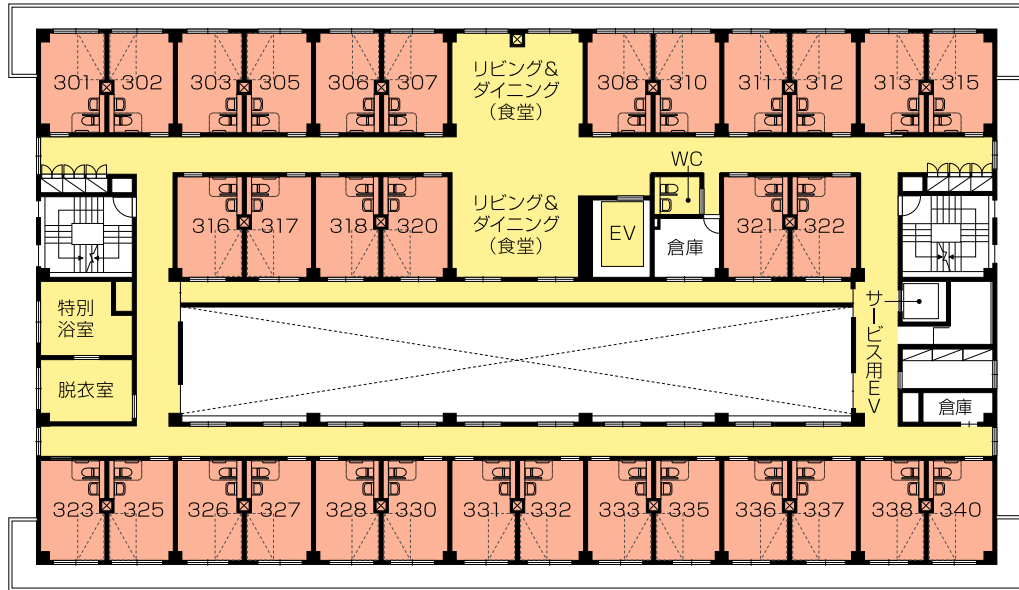 301
302
303
305
306
307
リビング&
ダイニング
(食堂)
308
310
311
312
313
315
WC
316
317
318
320
リビング&
ダイニング
(食堂)
EV
倉庫
321
322
特別
浴室
サービス用EV
脱衣室
倉庫
323
325
326
327
328
330
331
332
333
335
336
337
338
340